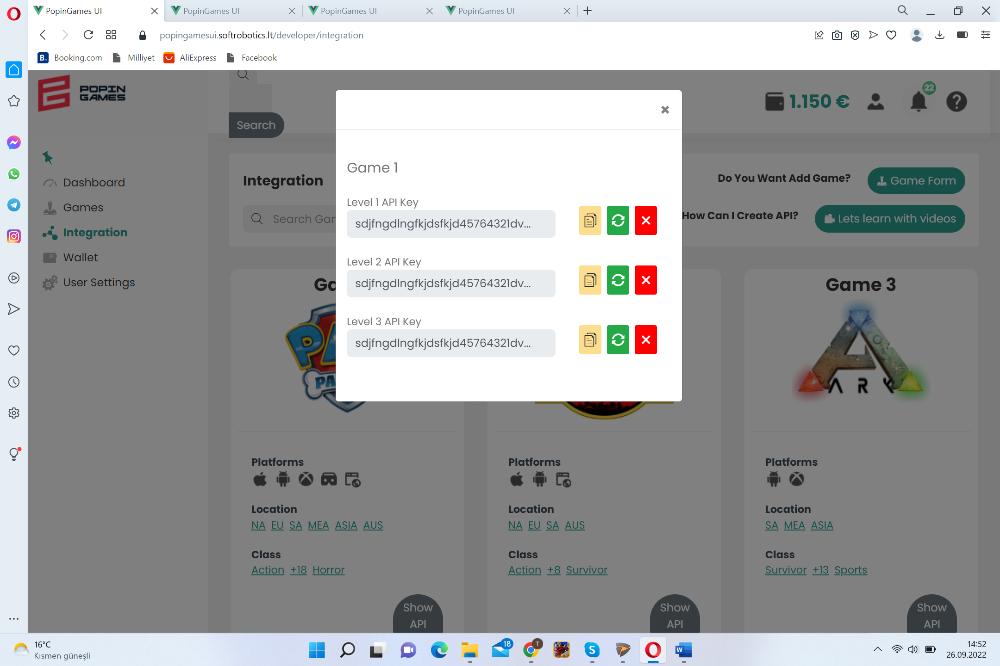 PopinGames UI
PopinGames UI
PopinGames UI
PopinGames UI
popingamesui.softrobotics.lt/developer/integration
Booking.com
Milliyet
AliExpress
Facebook
POPIN
GAMES
Search
1.150 €
22
Dashboard
Games
Integration
Wallet
User Settings
Integration
Do You Want Add Game?
Game Form
How Can I Create API?
Lets learn with videos
Game 1
Level 1 API Key
sdjfngdlngfkjdsfkjd45764321dv...
Level 2 API Key
sdjfngdlngfkjdsfkjd45764321dv...
Level 3 API Key
sdjfngdlngfkjdsfkjd45764321dv...
Game 3
ARK
Platforms
Location
NA EU SA MEA ASIA AUS
Class
Action +18 Horror
Show
API
Platforms
Location
NA EU SA AUS
Class
Action +8 Survivor
Show
API
Platforms
Location
SA MEA ASIA
Class
Survivor +13 Sports
Show
API
16°C
Kısmen güneşli
18
T
14:52
26.09.2022